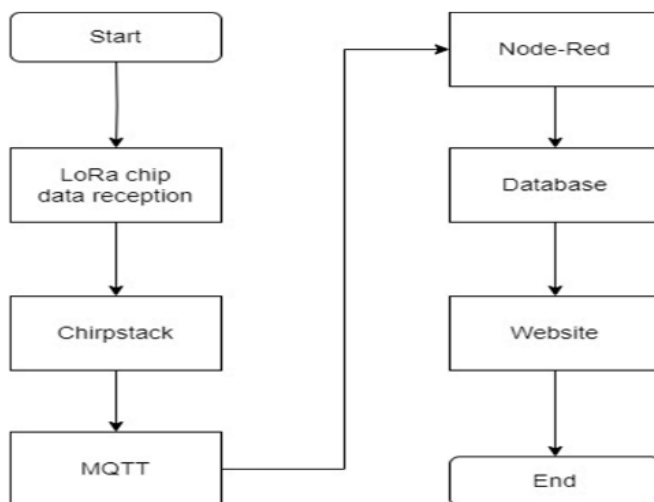 Start
LoRa chip
data reception
Chirpstack
MQTT
Node-Red
Database
Website
End